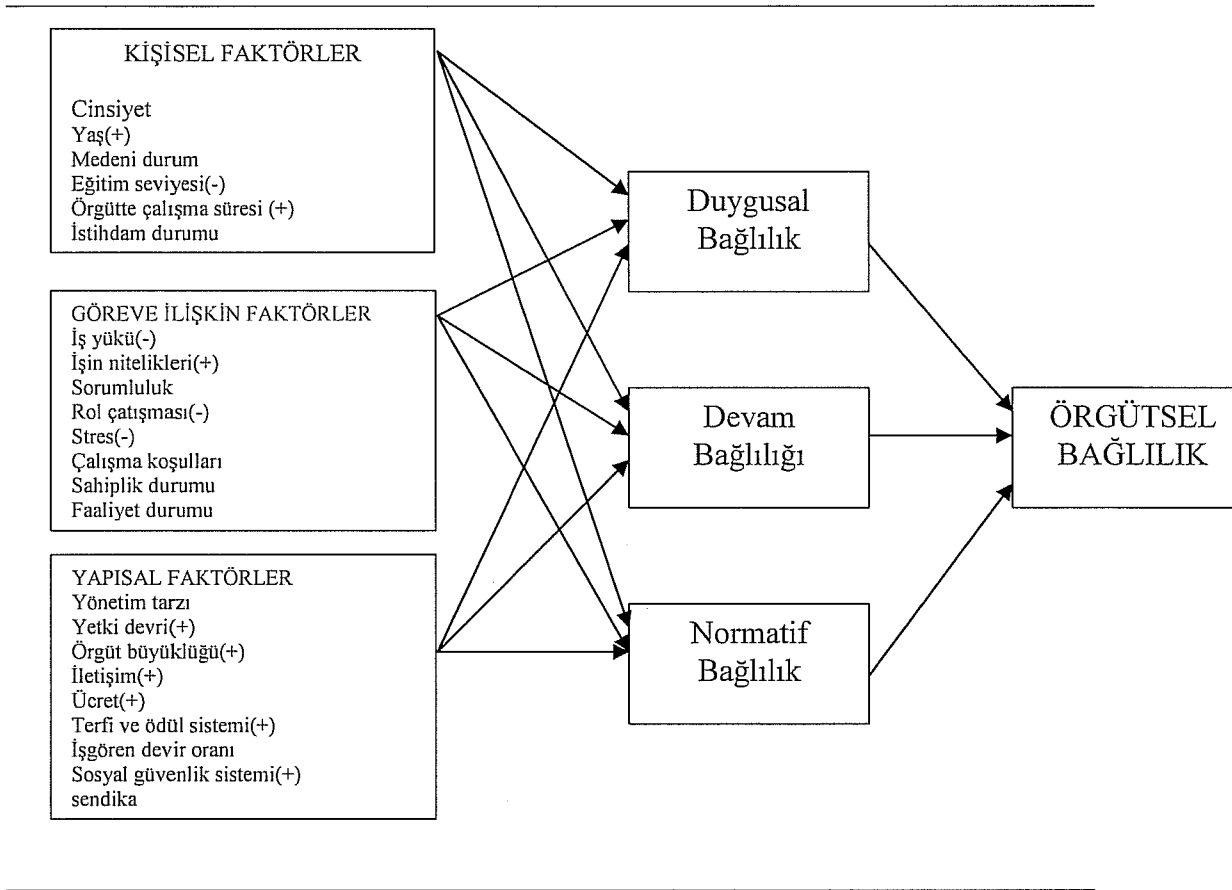 KİŞİSEL FAKTÖRLER
Cinsiyet
Yaş(+)
Medeni durum
Eğitim seviyesi(-)
Örgütte çalışma süresi (+)
İstihdam durumu
GÖREVE İLİŞKİN FAKTÖRLER
İş yükü(-)
İşin nitelikleri(+)
Sorumluluk
Rol çatışması(-)
Stres(-)
Çalışma koşulları
Sahiplik durumu
Faaliyet durumu
YAPISAL FAKTÖRLER
Yönetim tarzı
Yetki devri(+)
Örgüt büyüklüğü(+)
İletişim(+)
Ücret(+)
Terfi ve ödül sistemi(+)
İşgören devir oranı
Sosyal güvenlik sistemi(+)
sendika
Duygusal
Bağlılık
Devam
Bağlılığı
Normatif
Bağlılık
ÖRGÜTSEL
BAĞLILIK